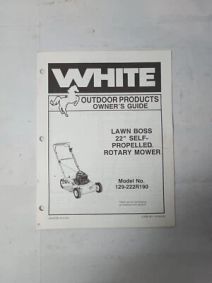 WHITE
OUTDOOR PRODUCTS
OWNER'S GUIDE
LAWN BOSS
22" SELF-
PROPELLED
ROTARY MOWER
Model No.
129-222R190